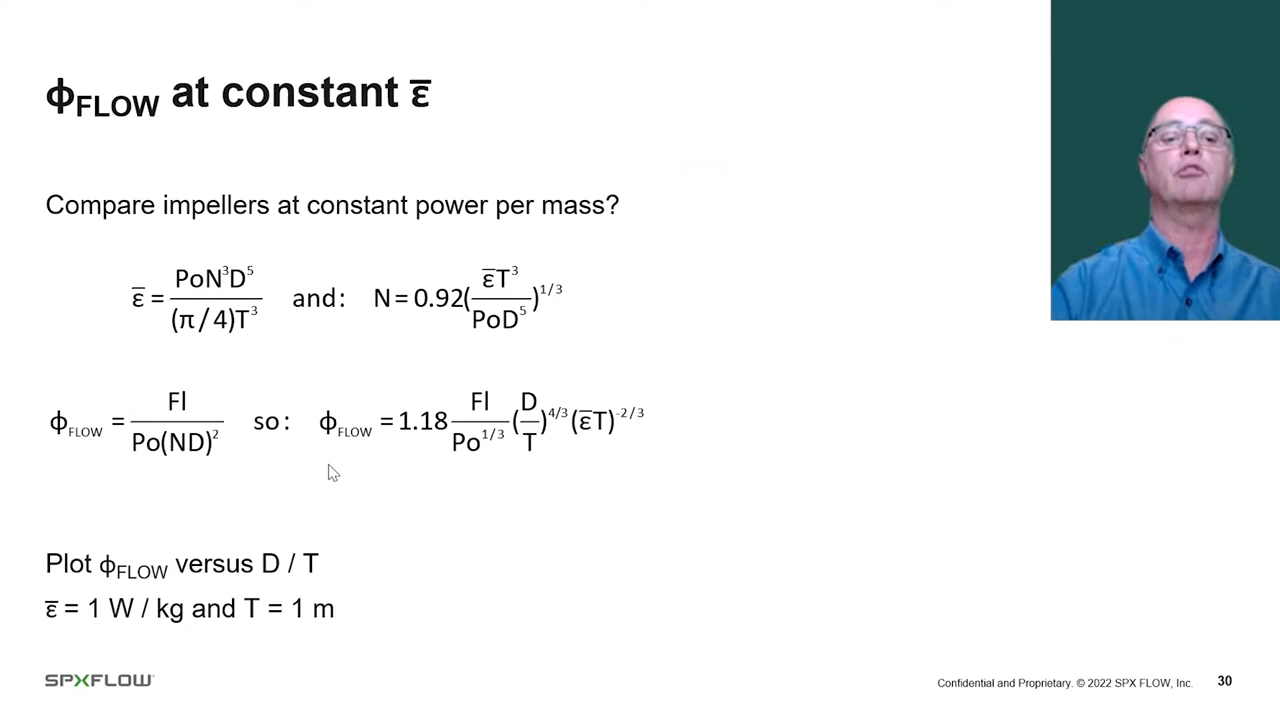 ϕFLOW at constant ε̅
Compare impellers at constant power per mass?
ε̅ = PoN³D⁵ / (π / 4)T³ and: N = 0.92(ε̅T³ / PoD⁵)^1/3
ϕFLOW = Fl / Po(ND)² so: ϕFLOW = 1.18 Fl / Po^1/3 (D / T)^4/3 (ε̅T)^-2/3
Plot ϕFLOW versus D / T
ε̅ = 1 W / kg and T = 1 m
SPXFLOW
Confidential and Proprietary. © 2022 SPX FLOW, Inc. 30